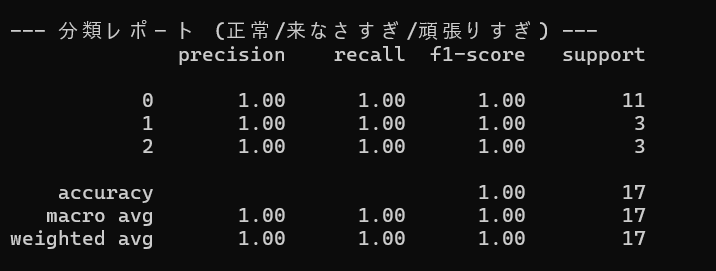 --- 分類レポート (正常/来なさすぎ/頑張りすぎ) ---
precision recall f1-score support
0 1.00 1.00 1.00 11
1 1.00 1.00 1.00 3
2 1.00 1.00 1.00 3
accuracy 1.00 17
macro avg 1.00 1.00 1.00 17
weighted avg 1.00 1.00 1.00 17